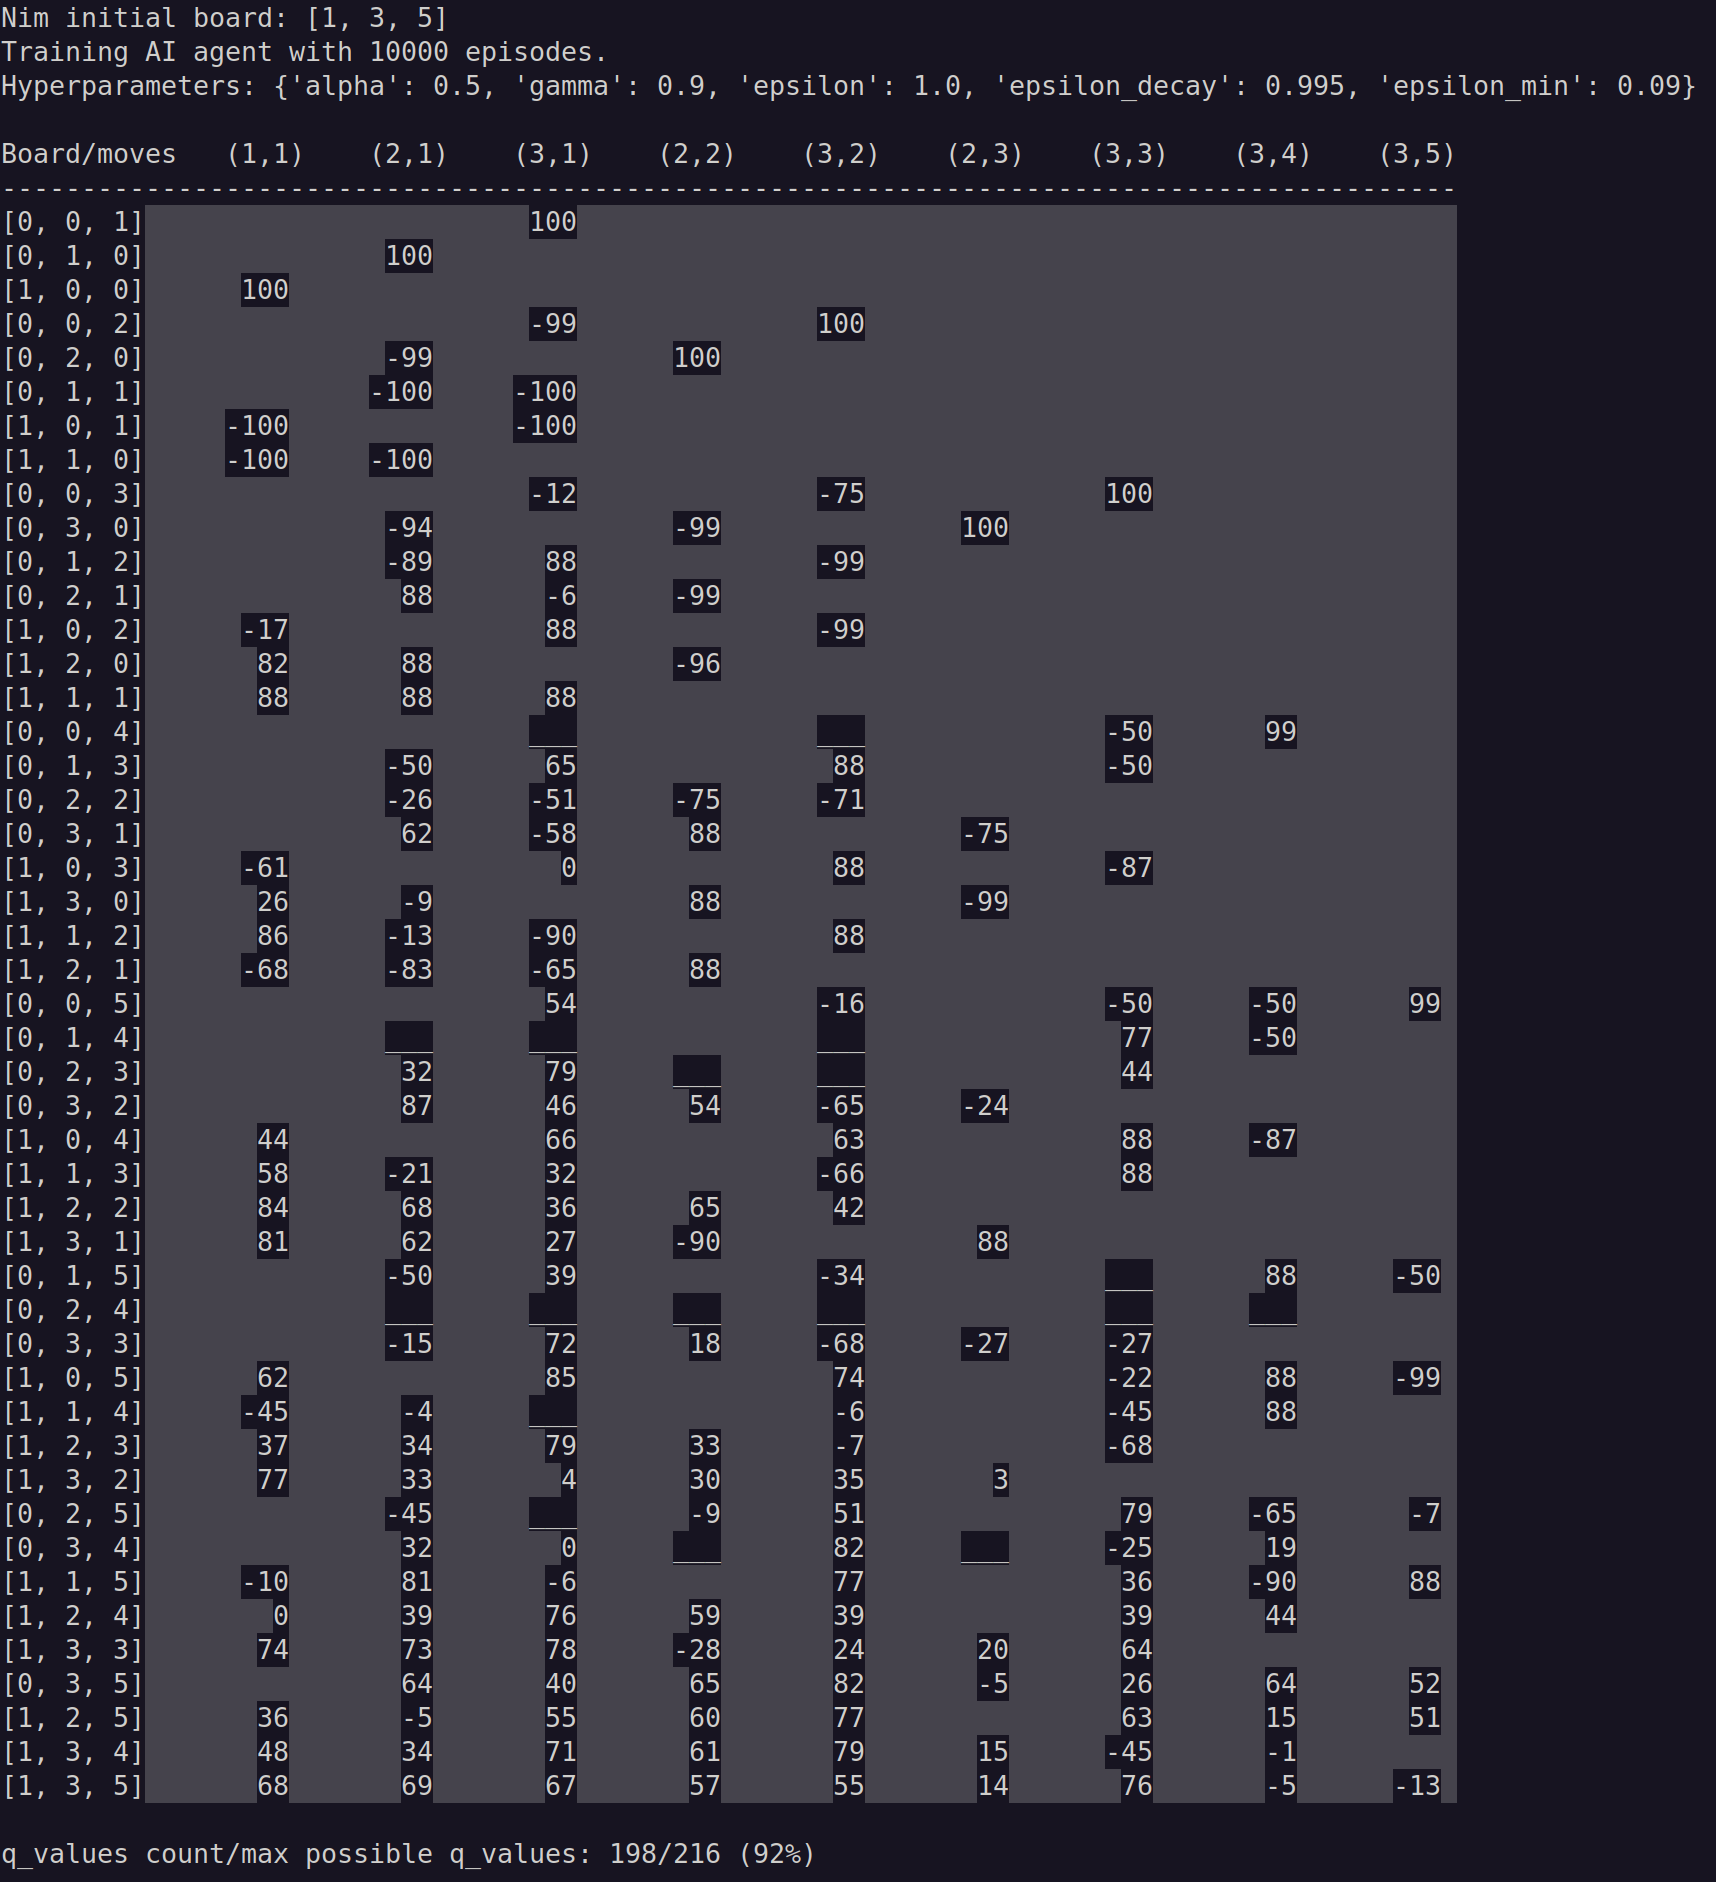 Nim initial board: [1, 3, 5]
Training AI agent with 10000 episodes.
Hyperparameters: {'alpha': 0.5, 'gamma': 0.9, 'epsilon': 1.0, 'epsilon_decay': 0.995, 'epsilon_min': 0.09}
Board/moves   (1,1)    (2,1)    (3,1)    (2,2)    (3,2)    (2,3)    (3,3)    (3,4)    (3,5)
-------------------------------------------------------------------------------------------
[0, 0, 1]                        100
[0, 1, 0]               100
[1, 0, 0]      100
[0, 0, 2]                        -99               100
[0, 2, 0]               -99               100
[0, 1, 1]              -100     -100
[1, 0, 1]     -100              -100
[1, 1, 0]     -100     -100
[0, 0, 3]                        -12               -75               100
[0, 3, 0]               -94               -99               100
[0, 1, 2]               -89       88               -99
[0, 2, 1]                88       -6      -99
[1, 0, 2]      -17                88               -99
[1, 2, 0]       82       88               -96
[1, 1, 1]       88       88       88
[0, 0, 4]                        ___               ___               -50       99
[0, 1, 3]               -50       65                88               -50
[0, 2, 2]               -26      -51      -75      -71
[0, 3, 1]                62      -58       88               -75
[1, 0, 3]      -61                 0                88               -87
[1, 3, 0]       26       -9                88               -99
[1, 1, 2]       86      -13      -90                88
[1, 2, 1]      -68      -83      -65       88
[0, 0, 5]                         54               -16               -50      -50       99
[0, 1, 4]               ___      ___               ___                77      -50
[0, 2, 3]                32       79      ___      ___                44
[0, 3, 2]                87       46       54      -65      -24
[1, 0, 4]       44                66                63                88      -87
[1, 1, 3]       58      -21       32               -66                88
[1, 2, 2]       84       68       36       65       42
[1, 3, 1]       81       62       27      -90                88
[0, 1, 5]               -50       39               -34               ___       88      -50
[0, 2, 4]               ___      ___      ___      ___               ___      ___
[0, 3, 3]               -15       72       18      -68      -27      -27
[1, 0, 5]       62                85                74               -22       88      -99
[1, 1, 4]      -45       -4      ___                -6               -45       88
[1, 2, 3]       37       34       79       33       -7               -68
[1, 3, 2]       77       33        4       30       35        3
[0, 2, 5]               -45      ___       -9       51                79      -65       -7
[0, 3, 4]                32        0      ___       82      ___      -25       19
[1, 1, 5]      -10       81       -6                77                36      -90       88
[1, 2, 4]        0       39       76       59       39                39       44
[1, 3, 3]       74       73       78      -28       24       20       64
[0, 3, 5]                64       40       65       82       -5       26       64       52
[1, 2, 5]       36       -5       55       60       77                63       15       51
[1, 3, 4]       48       34       71       61       79       15      -45       -1
[1, 3, 5]       68       69       67       57       55       14       76       -5      -13
q_values count/max possible q_values: 198/216 (92%)